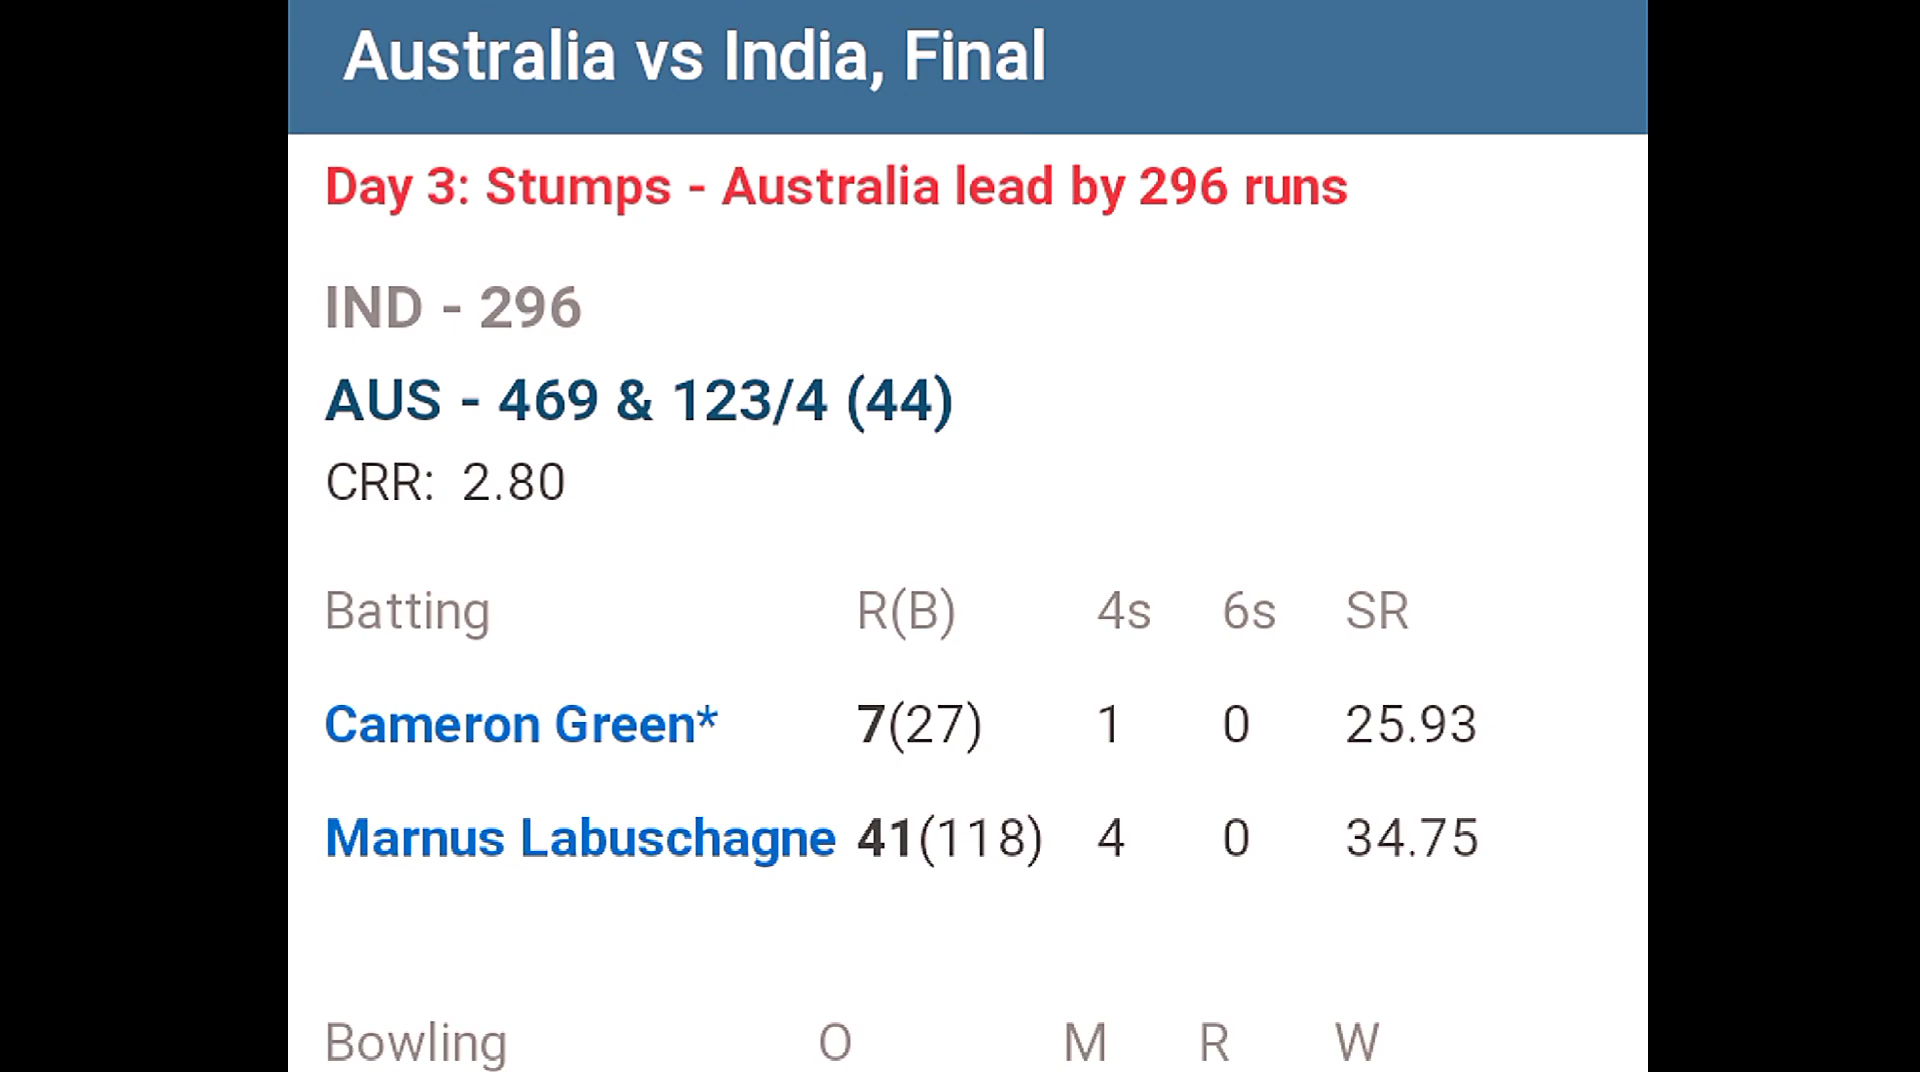 Australia vs India, Final
Day 3: Stumps - Australia lead by 296 runs
IND - 296
AUS - 469 & 123/4 (44)
CRR: 2.80
Batting R(B) 4s 6s SR
Cameron Green* 7(27) 1 0 25.93
Marnus Labuschagne 41(118) 4 0 34.75
Bowling O M R W